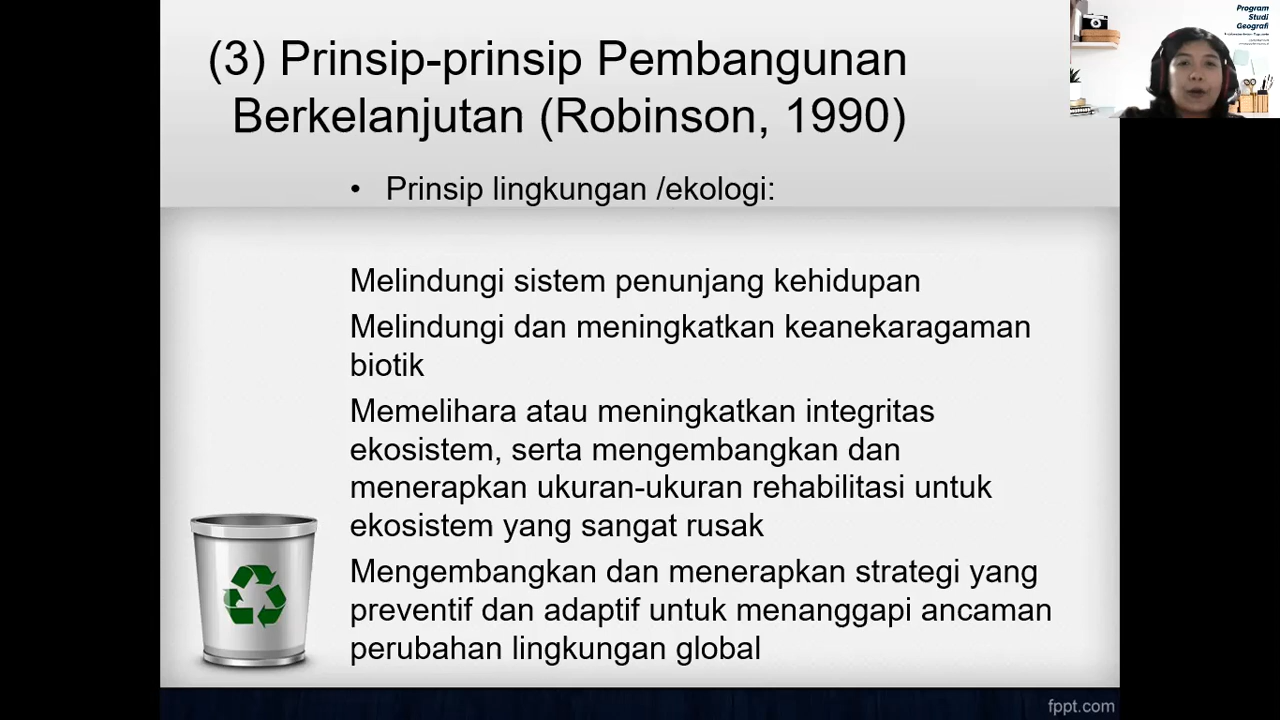 (3) Prinsip-prinsip Pembangunan
Berkelanjutan (Robinson, 1990)
• Prinsip lingkungan /ekologi:
Melindungi sistem penunjang kehidupan
Melindungi dan meningkatkan keanekaragaman
biotik
Memelihara atau meningkatkan integritas
ekosistem, serta mengembangkan dan
menerapkan ukuran-ukuran rehabilitasi untuk
ekosistem yang sangat rusak
Mengembangkan dan menerapkan strategi yang
preventif dan adaptif untuk menanggapi ancaman
perubahan lingkungan global
Program
Studi
Geografi
fppt.com